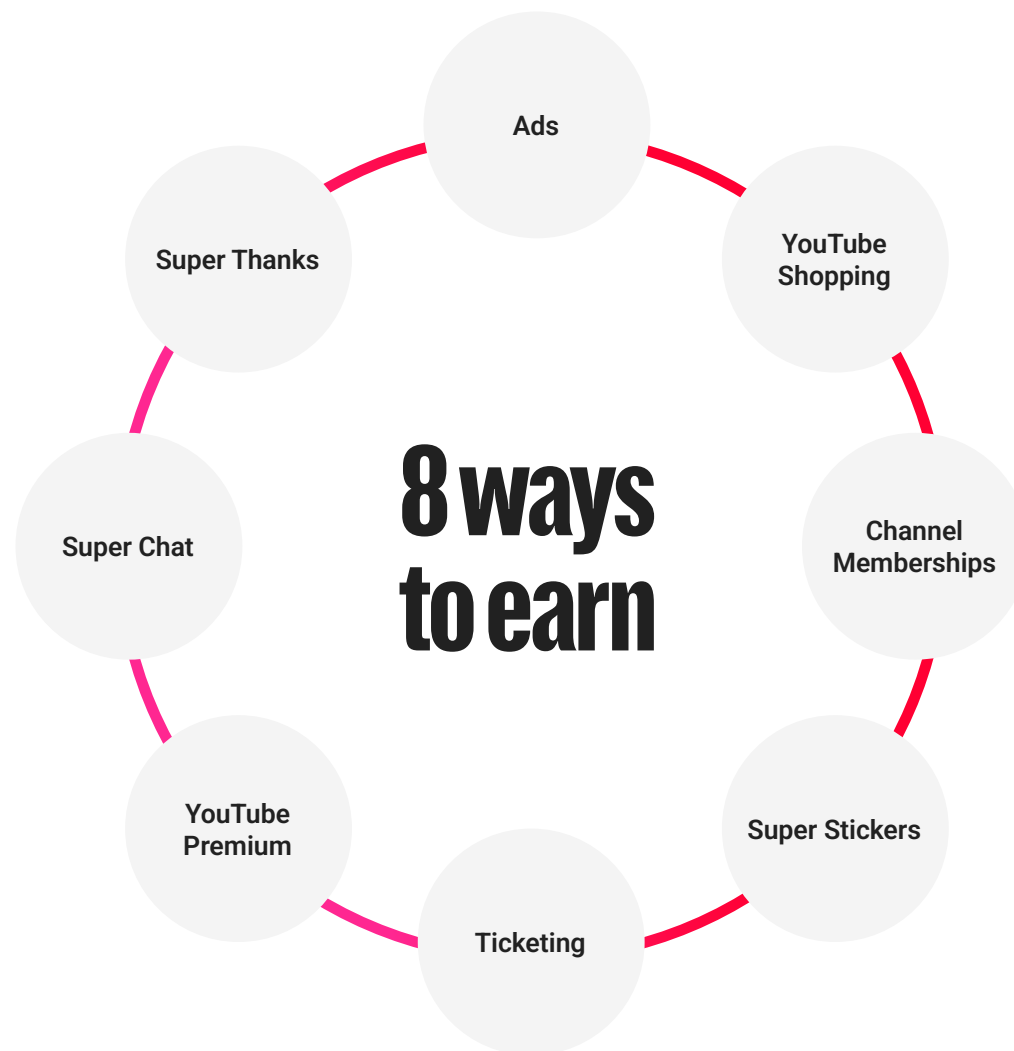 Ads
YouTube
Shopping
Channel
Memberships
Super Stickers
Ticketing
YouTube
Premium
Super Chat
Super Thanks
8 ways
to earn